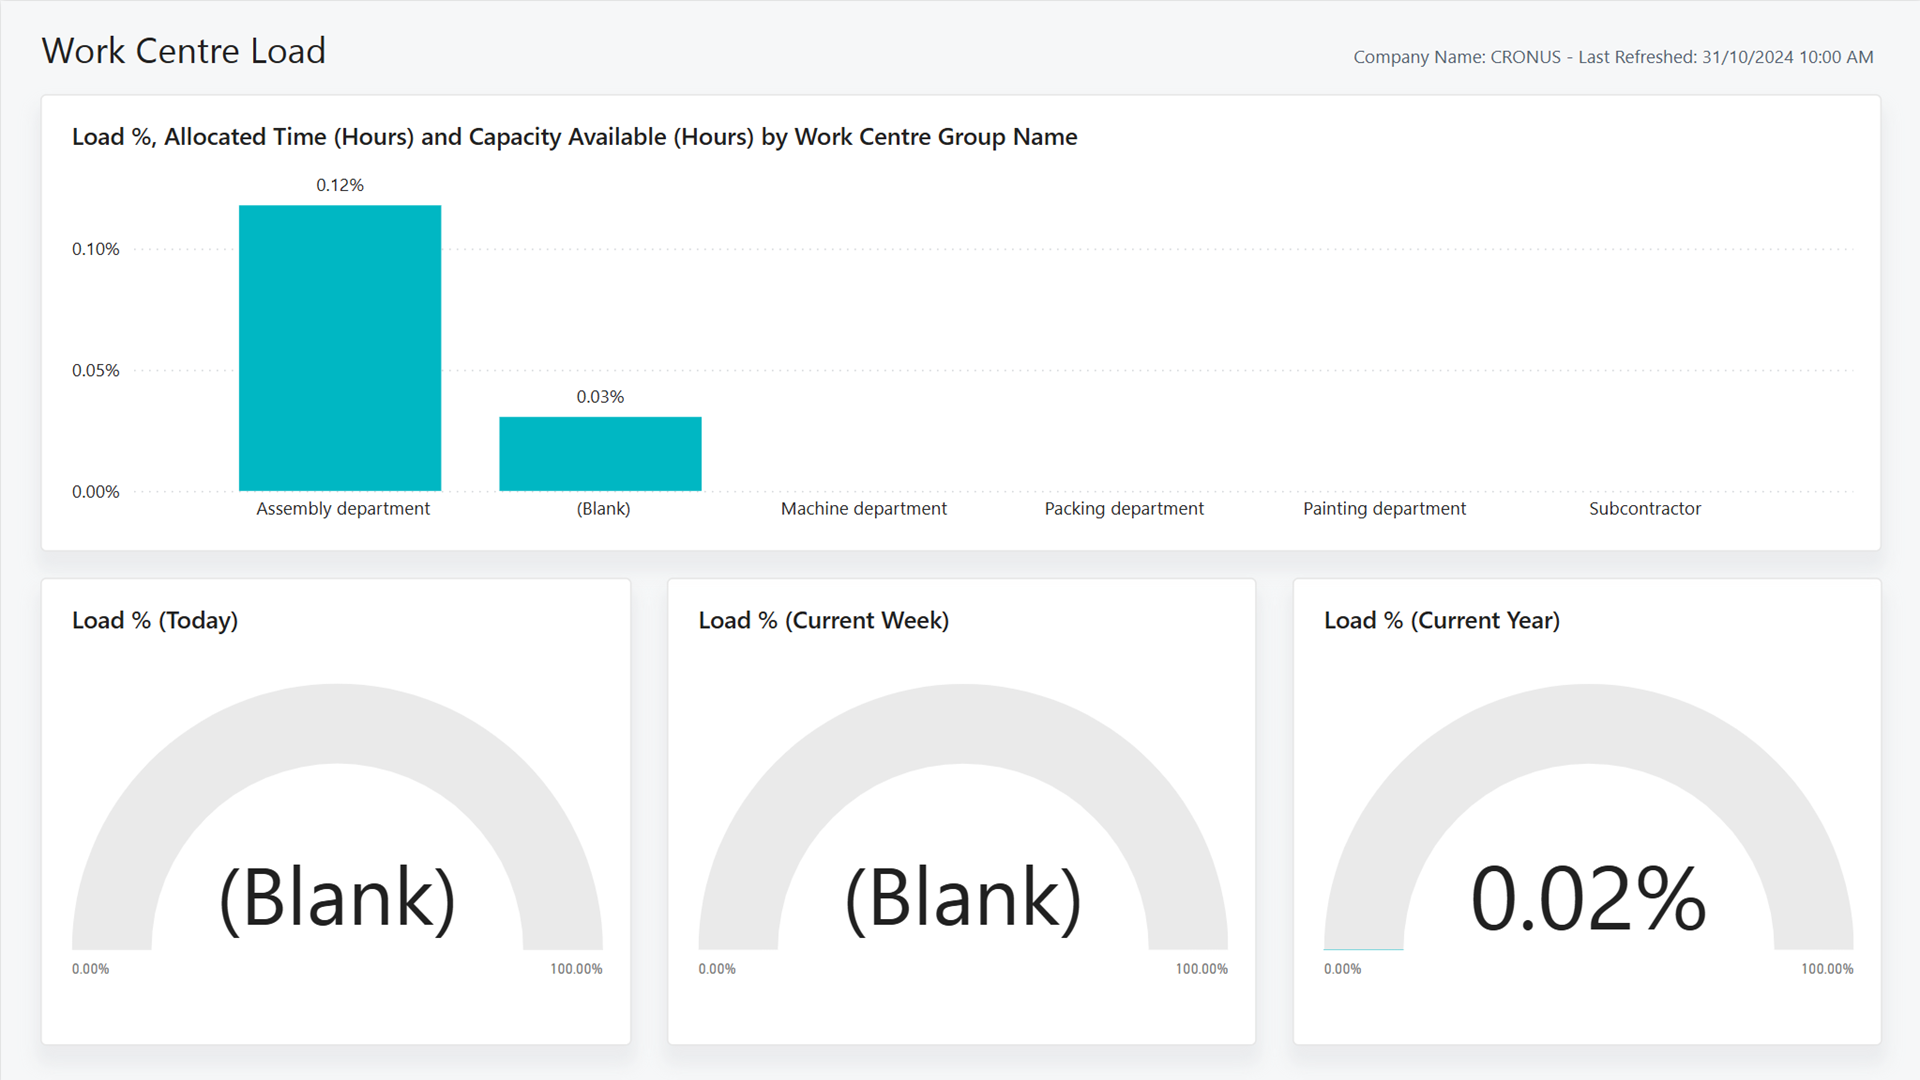 Work Centre Load
Company Name: CRONUS - Last Refreshed: 31/10/2024 10:00 AM
Load %, Allocated Time (Hours) and Capacity Available (Hours) by Work Centre Group Name
0.12%
0.10%
0.05%
0.03%
0.00%
Assembly department (Blank) Machine department Packing department Painting department Subcontractor
Load % (Today)
(Blank)
0.00% 100.00%
Load % (Current Week)
(Blank)
0.00% 100.00%
Load % (Current Year)
0.02%
0.00% 100.00%